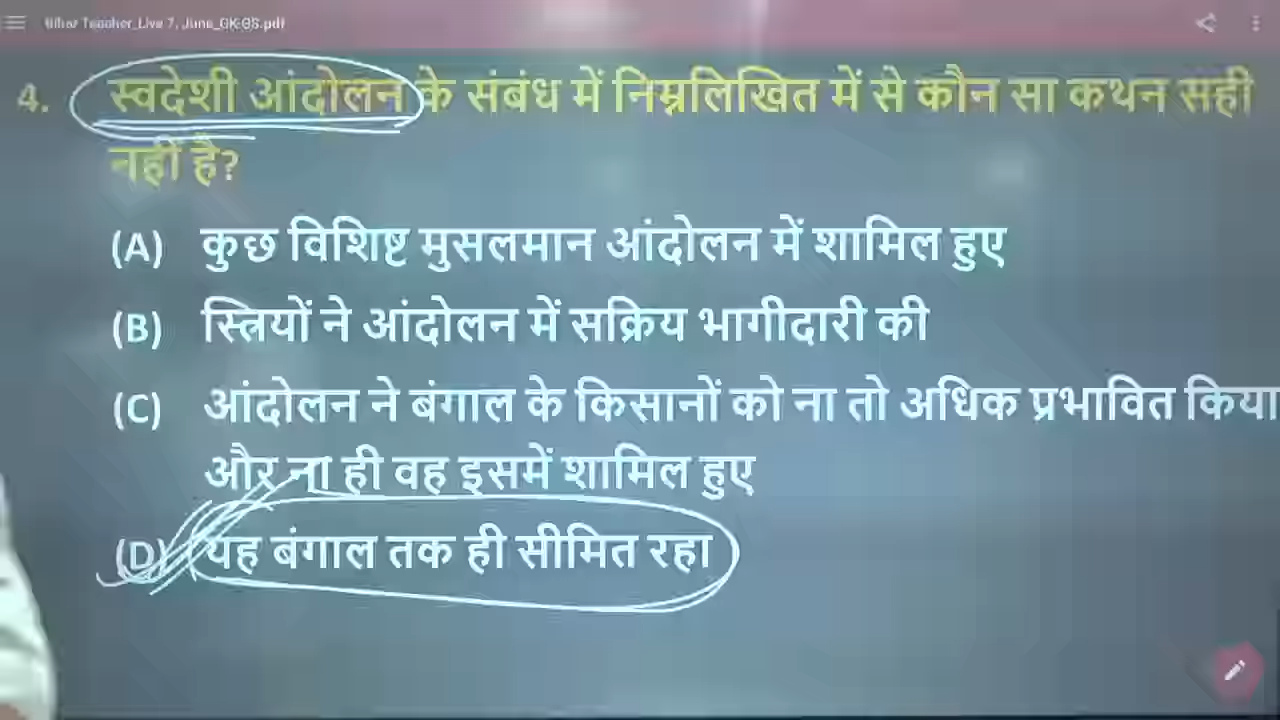 Bihar Teacher_Live 7, June_GK-GS.pdf
4. स्वदेशी आंदोलन के संबंध में निम्नलिखित में से कौन सा कथन सही
नहीं है?
(A) कुछ विशिष्ट मुसलमान आंदोलन में शामिल हुए
(B) स्त्रियों ने आंदोलन में सक्रिय भागीदारी की
(C) आंदोलन ने बंगाल के किसानों को ना तो अधिक प्रभावित किया
और ना ही वह इसमें शामिल हुए
(D) यह बंगाल तक ही सीमित रहा